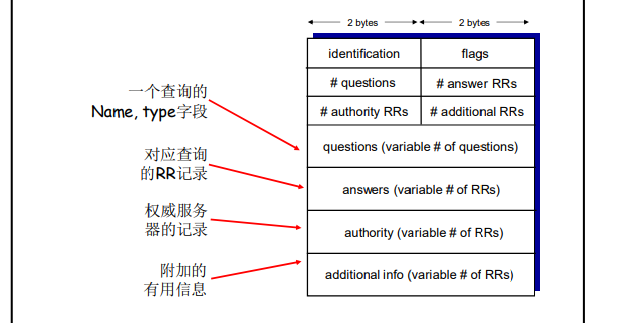 2 bytes 2 bytes
identification flags
# questions # answer RRs
# authority RRs # additional RRs
questions (variable # of questions)
answers (variable # of RRs)
authority (variable # of RRs)
additional info (variable # of RRs)
一个查询的
Name, type字段
对应查询
的RR记录
权威服务
器的记录
附加的
有用信息